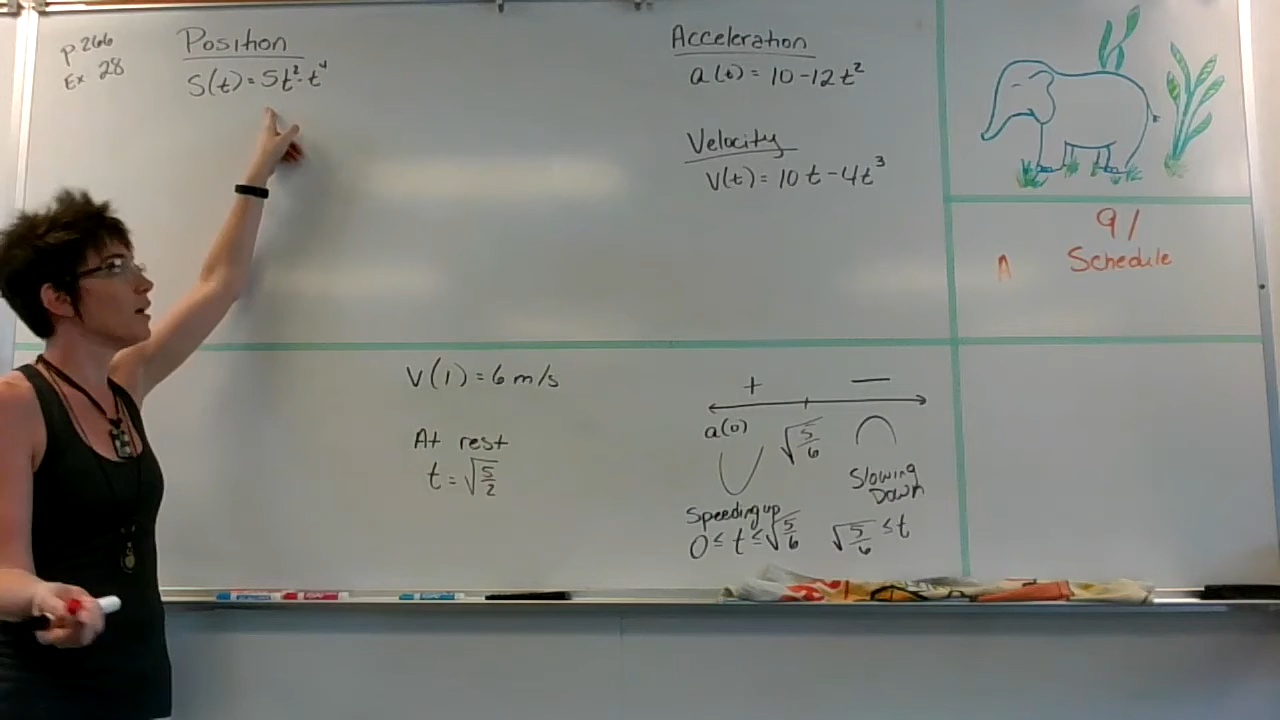 p.266
Ex 28
Position
S(t) = 5t² - t⁴
Acceleration
a(t) = 10 - 12t²
Velocity
v(t) = 10t - 4t³
9/
Schedule
V(1) = 6 m/s
At rest
t = √5/2
+ —
a(0) √5/6
Slowing
Down
Speeding up
0 ≤ t ≤ √5/6
√5/6 ≤ t